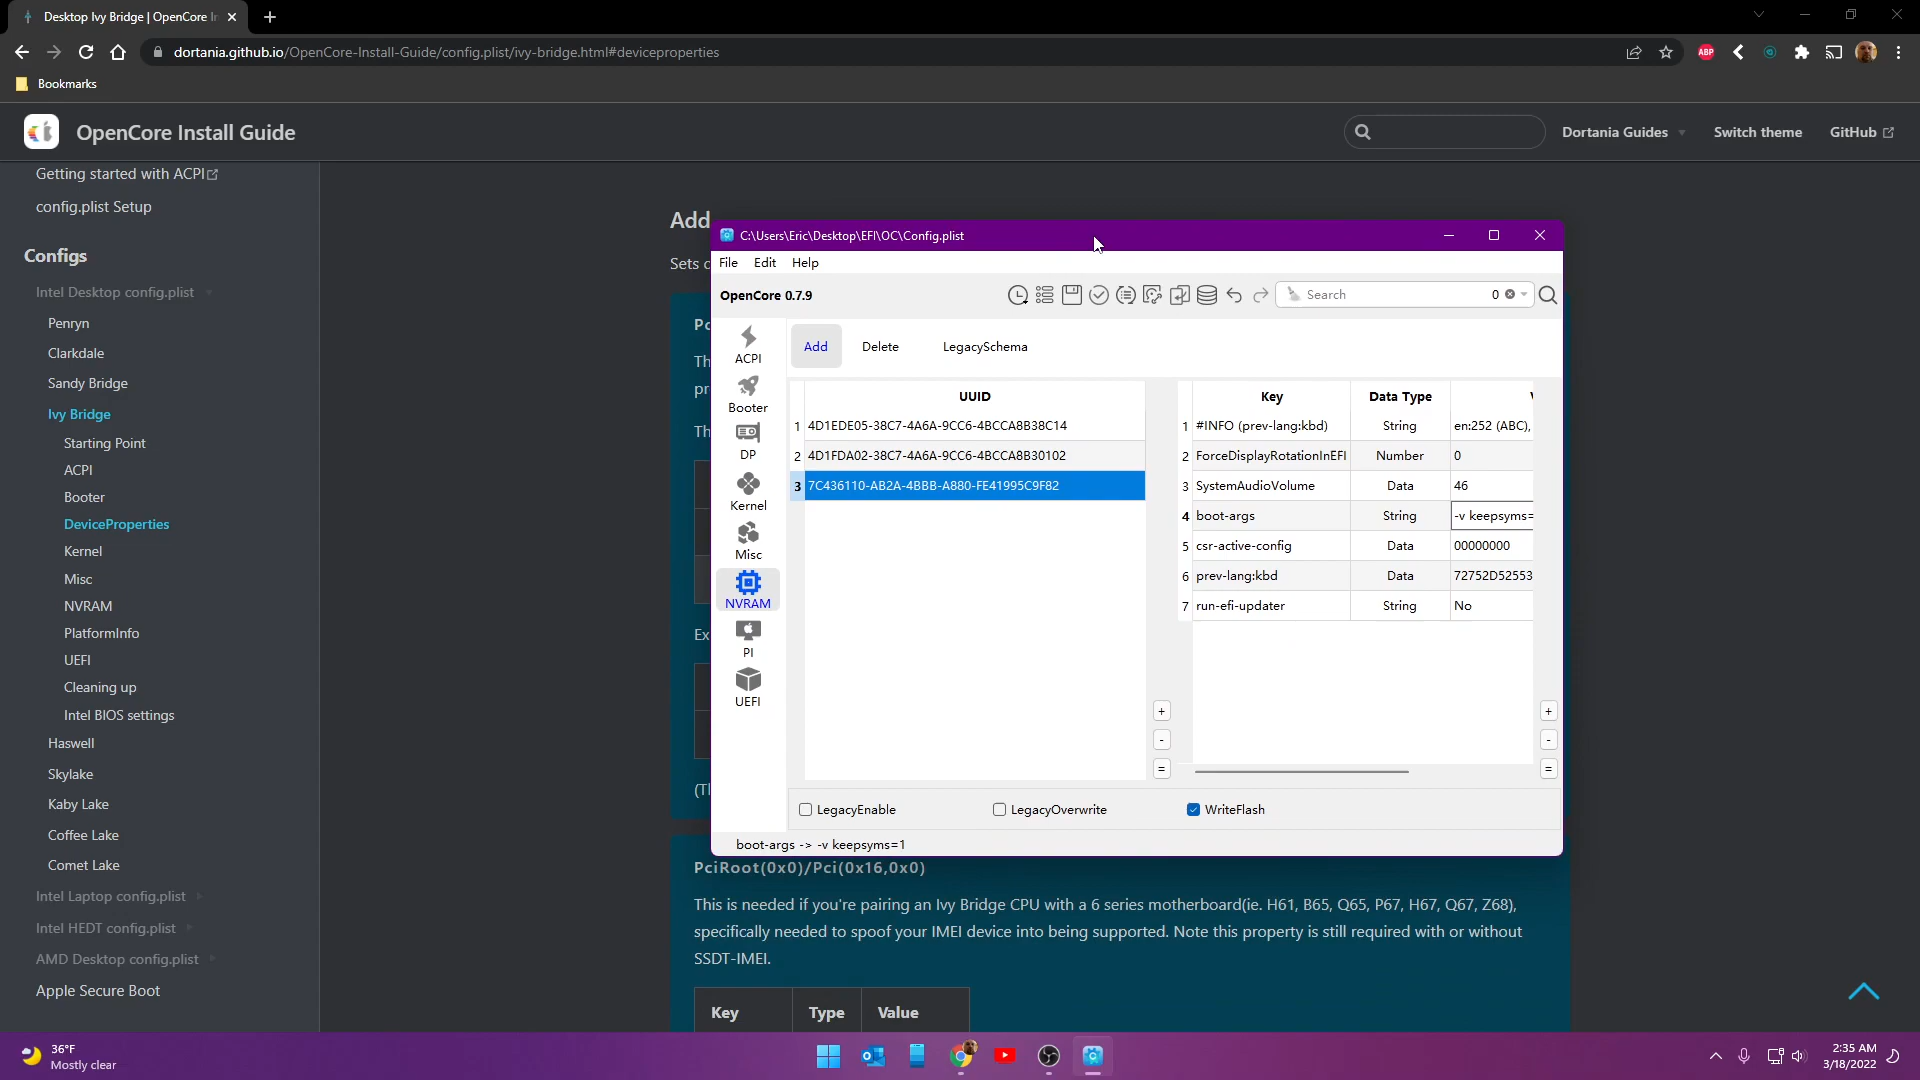 Desktop Ivy Bridge | OpenCore In
dortania.github.io/OpenCore-Install-Guide/config.plist/ivy-bridge.html#deviceproperties
ABP
Bookmarks
OpenCore Install Guide
Dortania Guides
Switch theme
GitHub
Getting started with ACPI
config.plist Setup
Configs
Intel Desktop config.plist
Penryn
Clarkdale
Sandy Bridge
Ivy Bridge
Starting Point
ACPI
Booter
DeviceProperties
Kernel
Misc
NVRAM
PlatformInfo
UEFI
Cleaning up
Intel BIOS settings
Haswell
Skylake
Kaby Lake
Coffee Lake
Comet Lake
Intel Laptop config.plist
Intel HEDT config.plist
AMD Desktop config.plist
Apple Secure Boot
Add
Sets
C:\Users\Eric\Desktop\EFI\OC\Config.plist
File Edit Help
OpenCore 0.7.9
Search
0
ACPI
Booter
DP
Kernel
Misc
NVRAM
PI
UEFI
Add
Delete
LegacySchema
UUID
1 4D1EDE05-38C7-4A6A-9CC6-4BCCA8B38C14
2 4D1FDA02-38C7-4A6A-9CC6-4BCCA8B30102
3 7C436110-AB2A-4BBB-A880-FE41995C9F82
+
-
=
Key Data Type
1 #INFO (prev-lang:kbd) String en:252 (ABC),
2 ForceDisplayRotationInEFI Number 0
3 SystemAudioVolume Data 46
4 boot-args String -v keepsyms=
5 csr-active-config Data 00000000
6 prev-lang:kbd Data 72752D52553
7 run-efi-updater String No
+
-
=
LegacyEnable
LegacyOverwrite
WriteFlash
boot-args -> -v keepsyms=1
PciRoot(0x0)/Pci(0x16,0x0)
This is needed if you're pairing an Ivy Bridge CPU with a 6 series motherboard(ie. H61, B65, Q65, P67, H67, Q67, Z68),
specifically needed to spoof your IMEI device into being supported. Note this property is still required with or without
SSDT-IMEI.
Key Type Value
36°F
Mostly clear
2:35 AM
3/18/2022